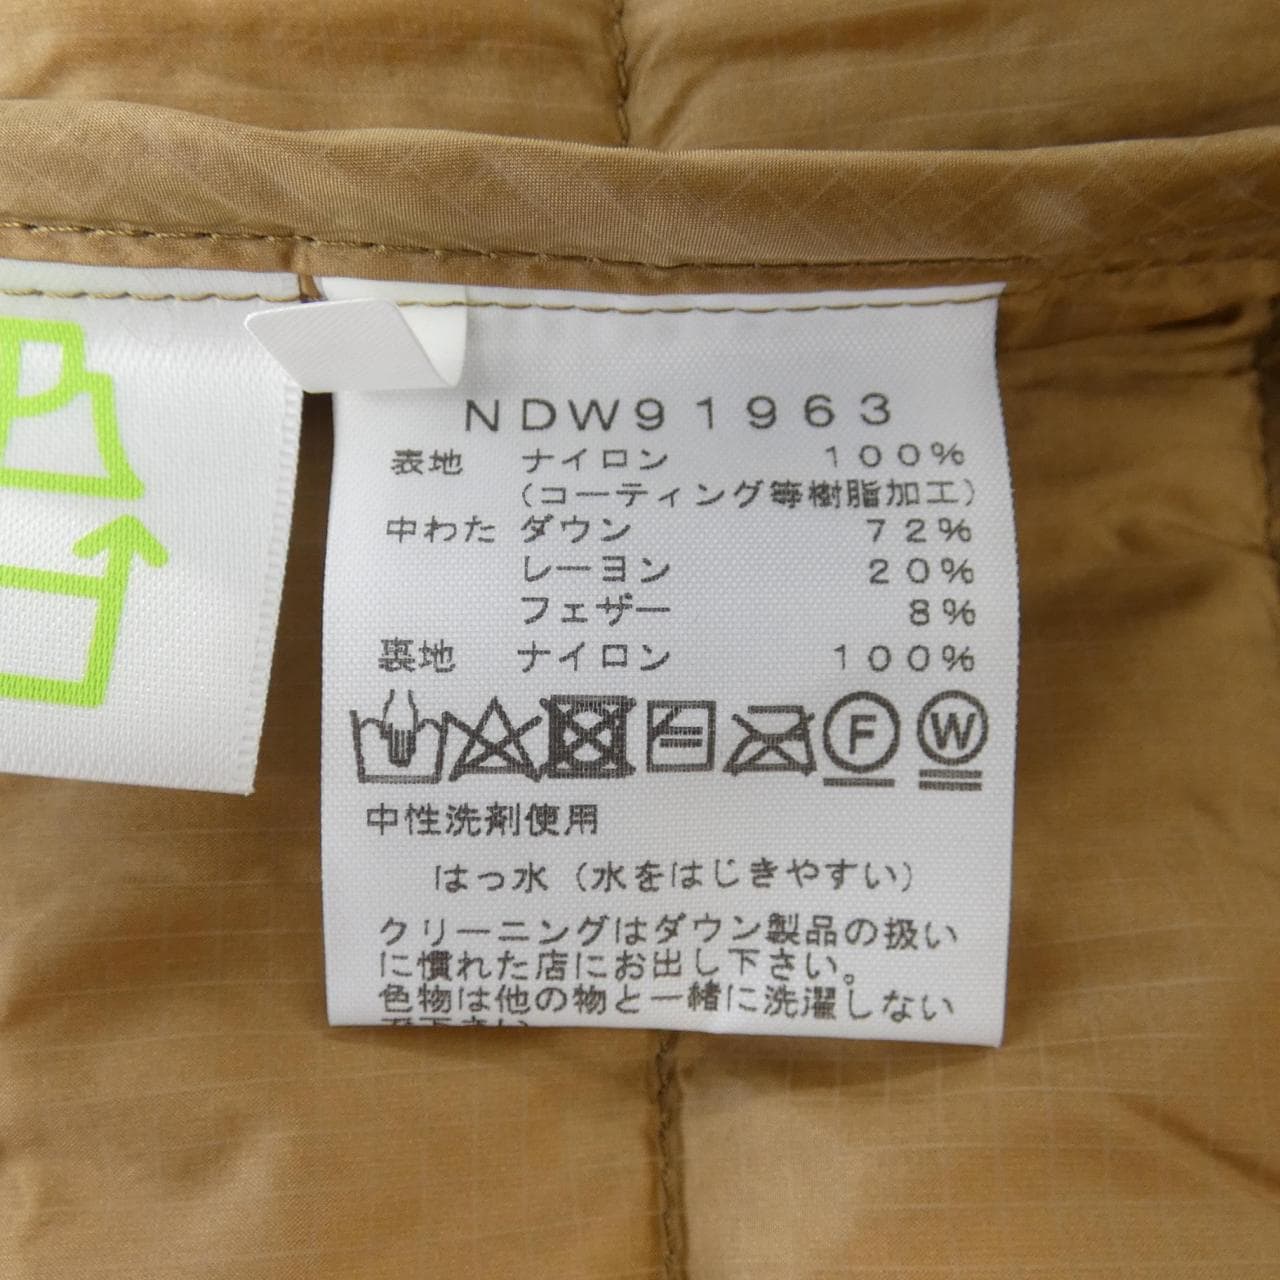 NDW91963
表地 ナイロン 100%
(コーティング等樹脂加工)
中わた ダウン 72%
レーヨン 20%
フェザー 8%
裏地 ナイロン 100%
F W
中性洗剤使用
はっ水(水をはじきやすい)
クリーニングはダウン製品の扱い
に慣れた店にお出し下さい。
色物は他の物と一緒に洗濯しない
で下さい